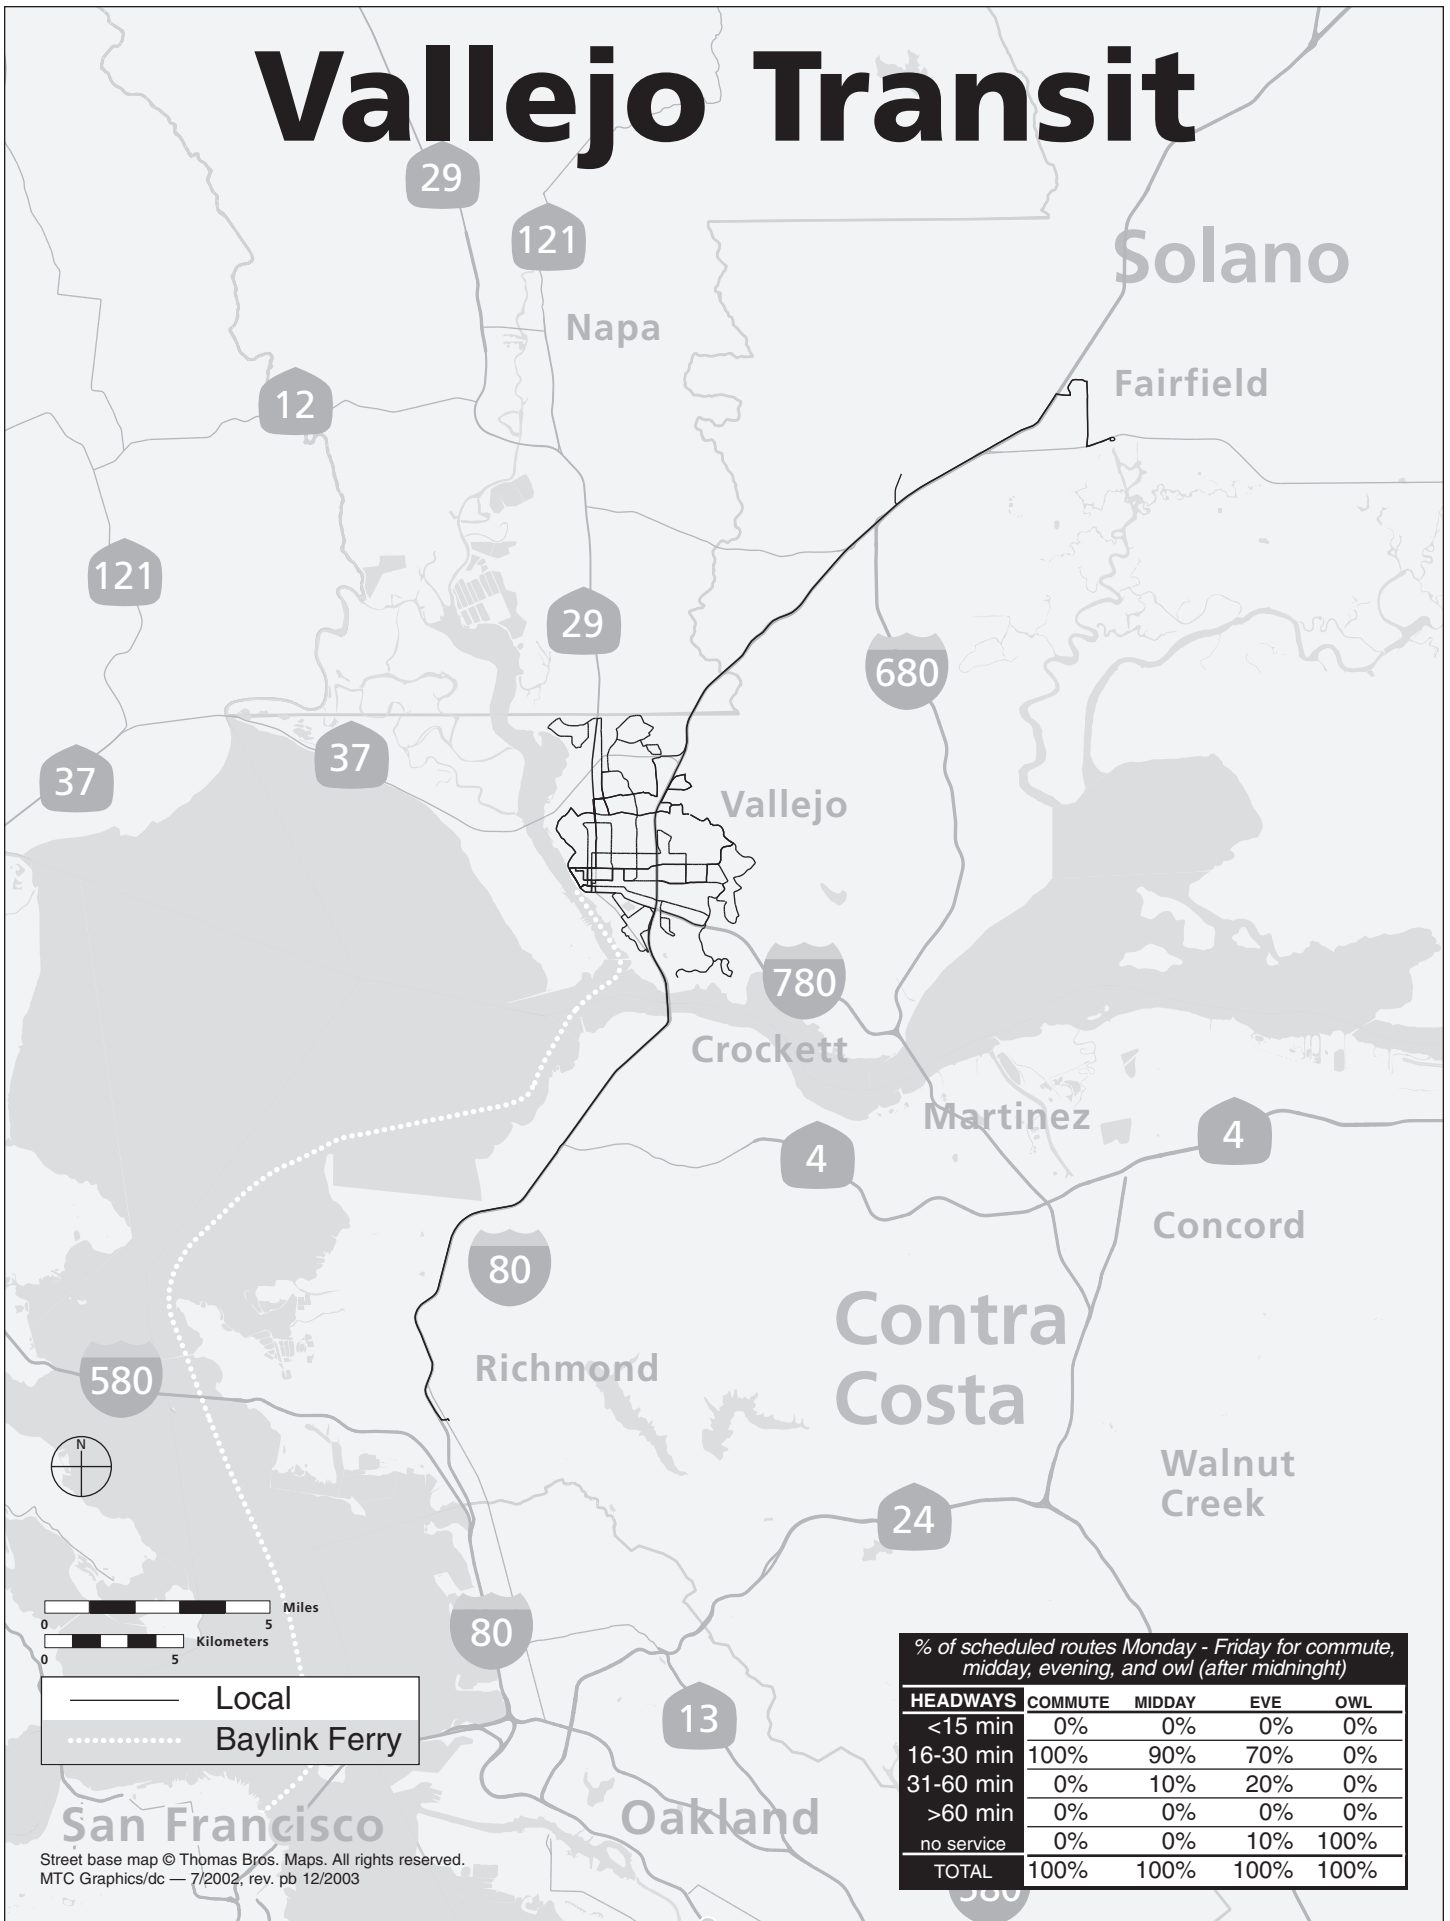 Vallejo Transit
29
121
Solano
Napa
Fairfield
12
121
29
680
37
37
Vallejo
780
Crockett
Martinez
4
4
Concord
80
Contra
Costa
Richmond
580
N
Walnut
Creek
24
Miles
0 5
Kilometers
0 5
80
Local
Baylink Ferry
13
San Francisco
Oakland
Street base map © Thomas Bros. Maps. All rights reserved.
MTC Graphics/dc — 7/2002, rev. pb 12/2003
% of scheduled routes Monday - Friday for commute,
midday, evening, and owl (after midninght)
HEADWAYS COMMUTE MIDDAY EVE OWL
<15 min 0% 0% 0% 0%
16-30 min 100% 90% 70% 0%
31-60 min 0% 10% 20% 0%
>60 min 0% 0% 0% 0%
no service 0% 0% 10% 100%
TOTAL 100% 100% 100% 100%
580